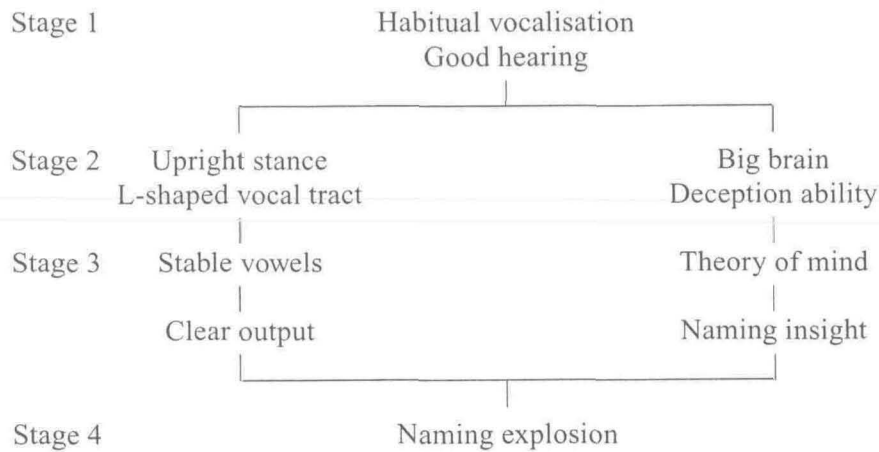 Stage 1 Habitual vocalisation
Good hearing
Stage 2 Upright stance Big brain
L-shaped vocal tract Deception ability
Stage 3 Stable vowels Theory of mind
Clear output Naming insight
Stage 4 Naming explosion